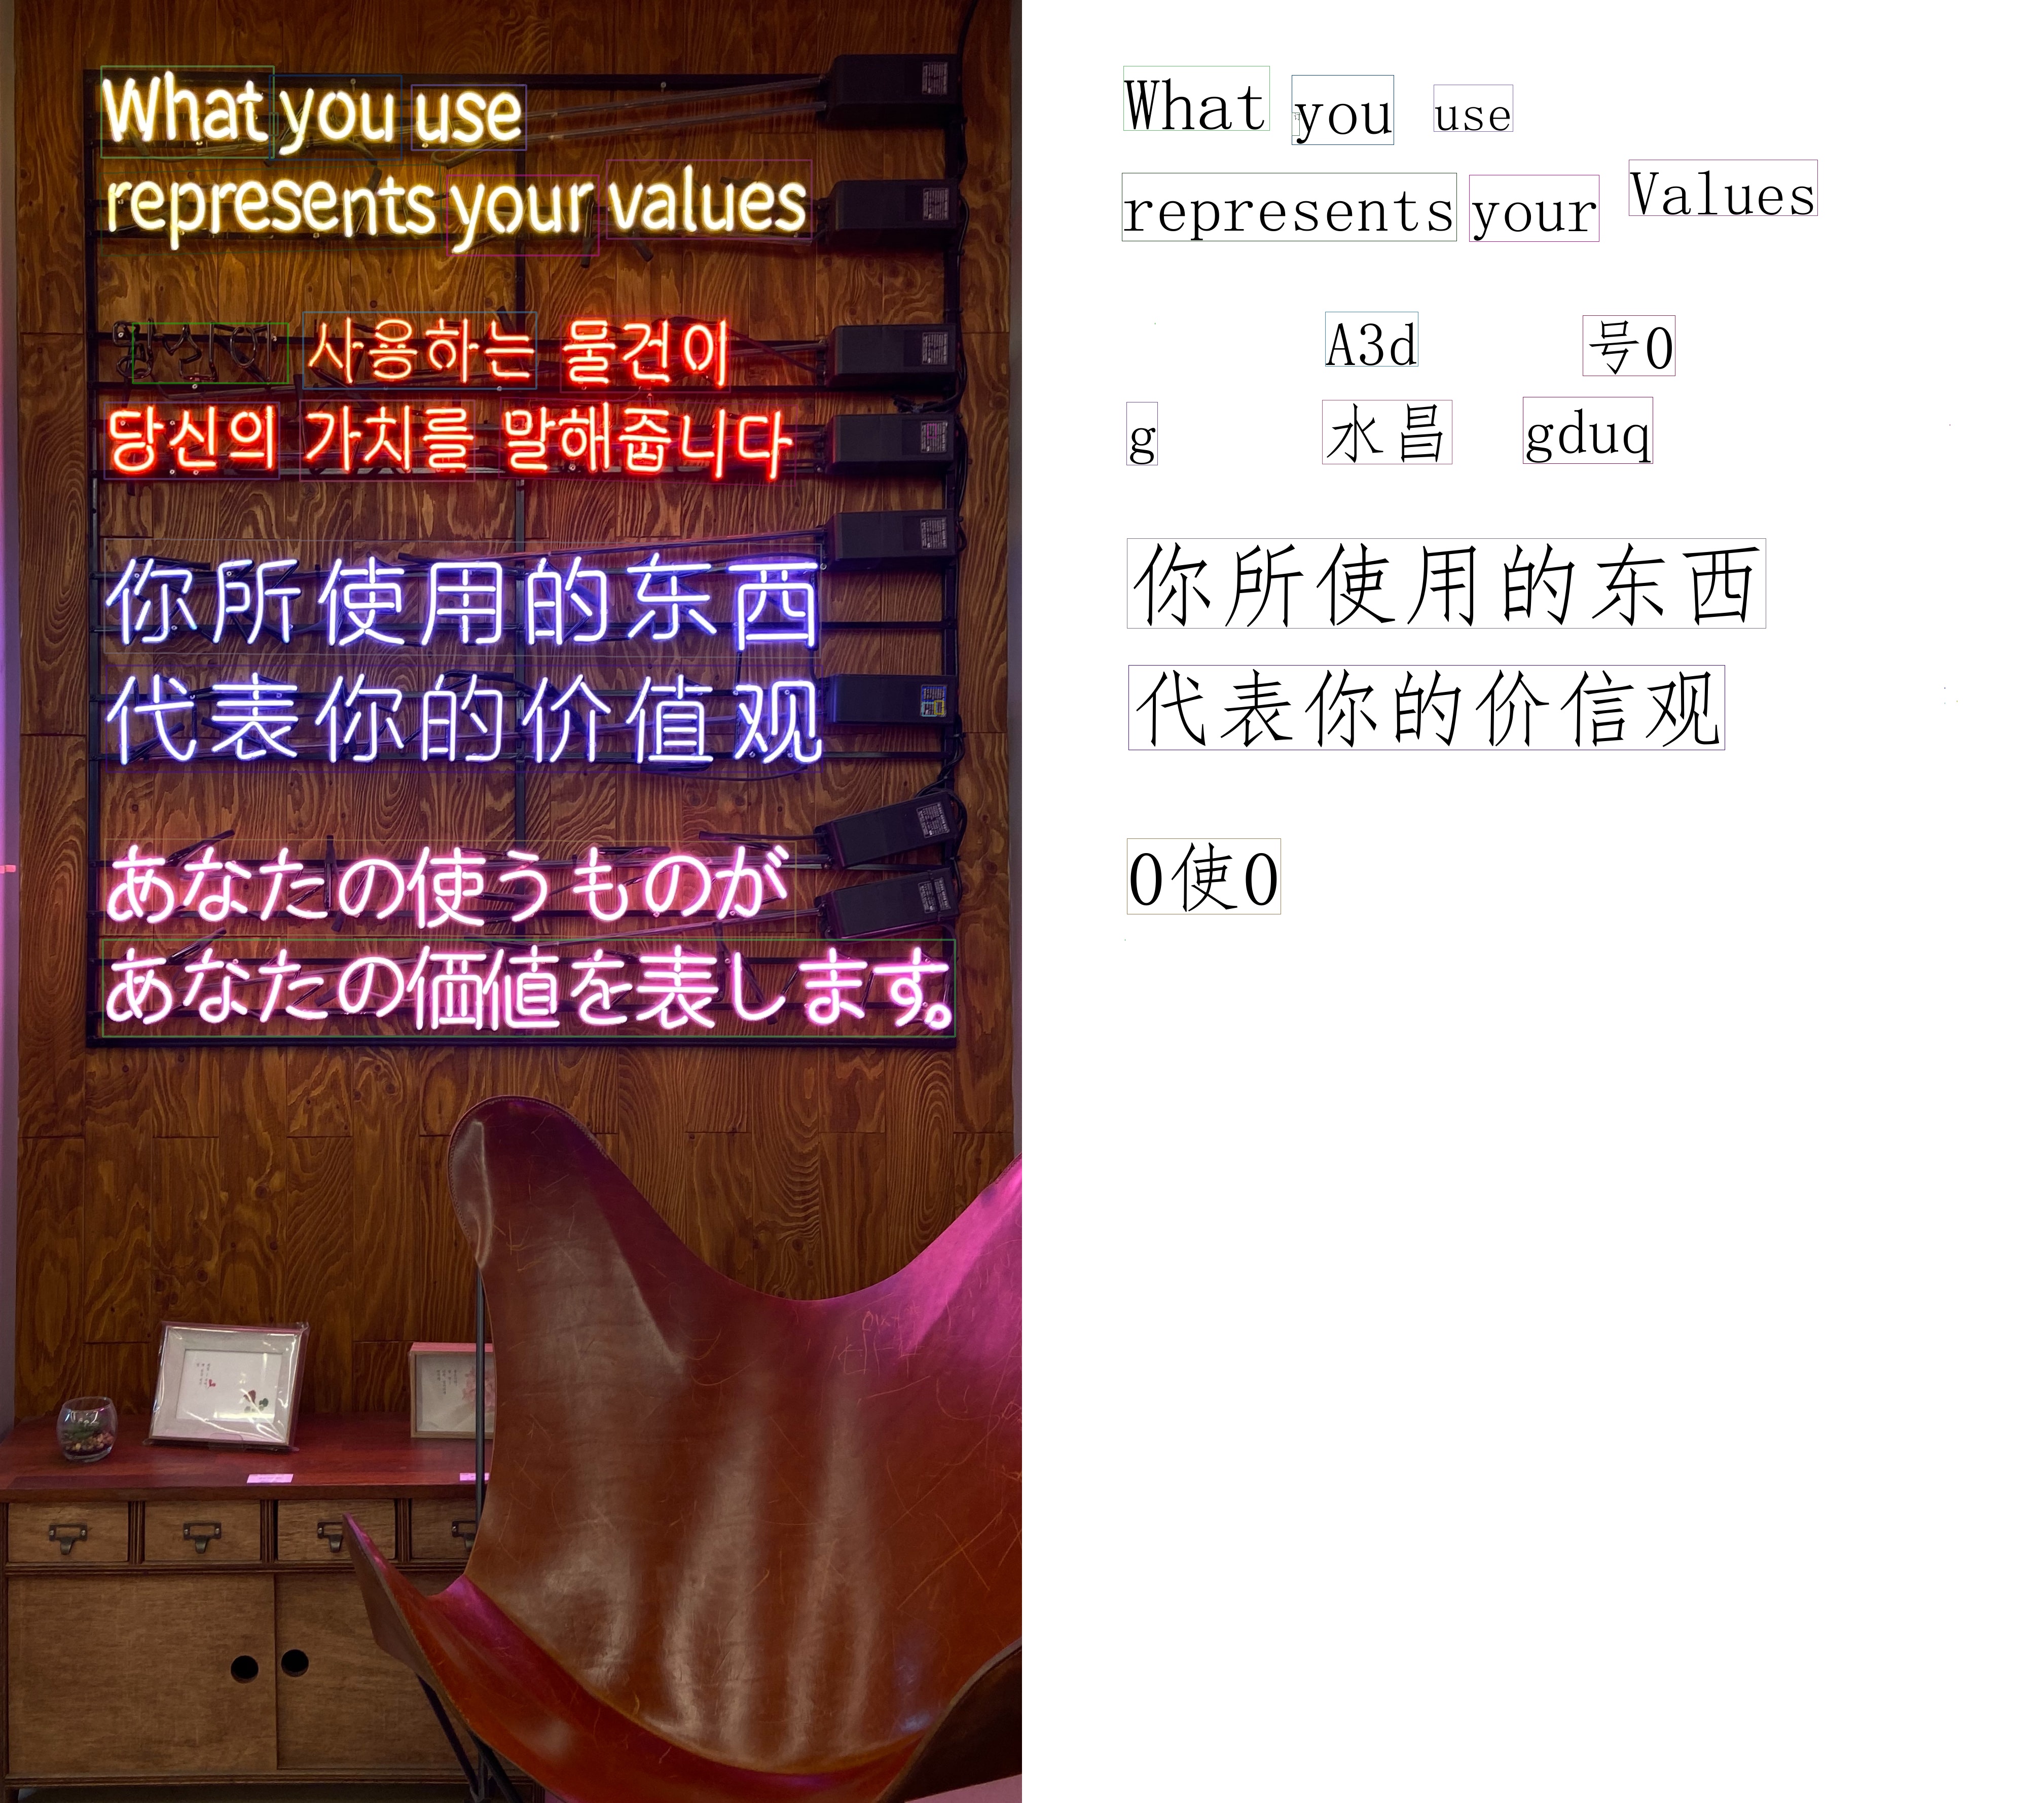 What you use
represents your values
당신이 사용하는 물건이
당신의 가치를 말해줍니다
你所使用的东西
代表你的价值观
あなたの使うものが
あなたの価値を表します。
What you use
represents your Values
A3d 号0
g 水昌 gduq
你所使用的东西
代表你的价信观
0使0